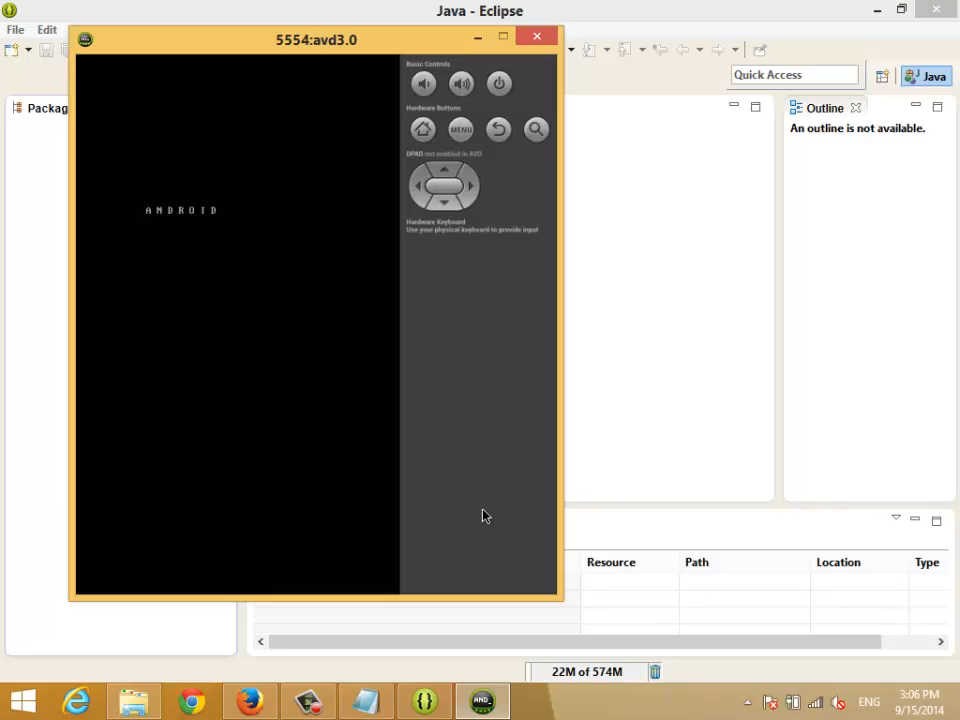 Java - Eclipse
File Edit
5554:avd3.0
Quick Access
Java
Packag
Outline
An outline is not available.
Basic Controls
Hardware Buttons
MENU
DPAD not enabled in AVD
Hardware Keyboard
Use your physical keyboard to provide input
ANDROID
Resource Path Location Type
22M of 574M
AND_
ENG
3:06 PM
9/15/2014